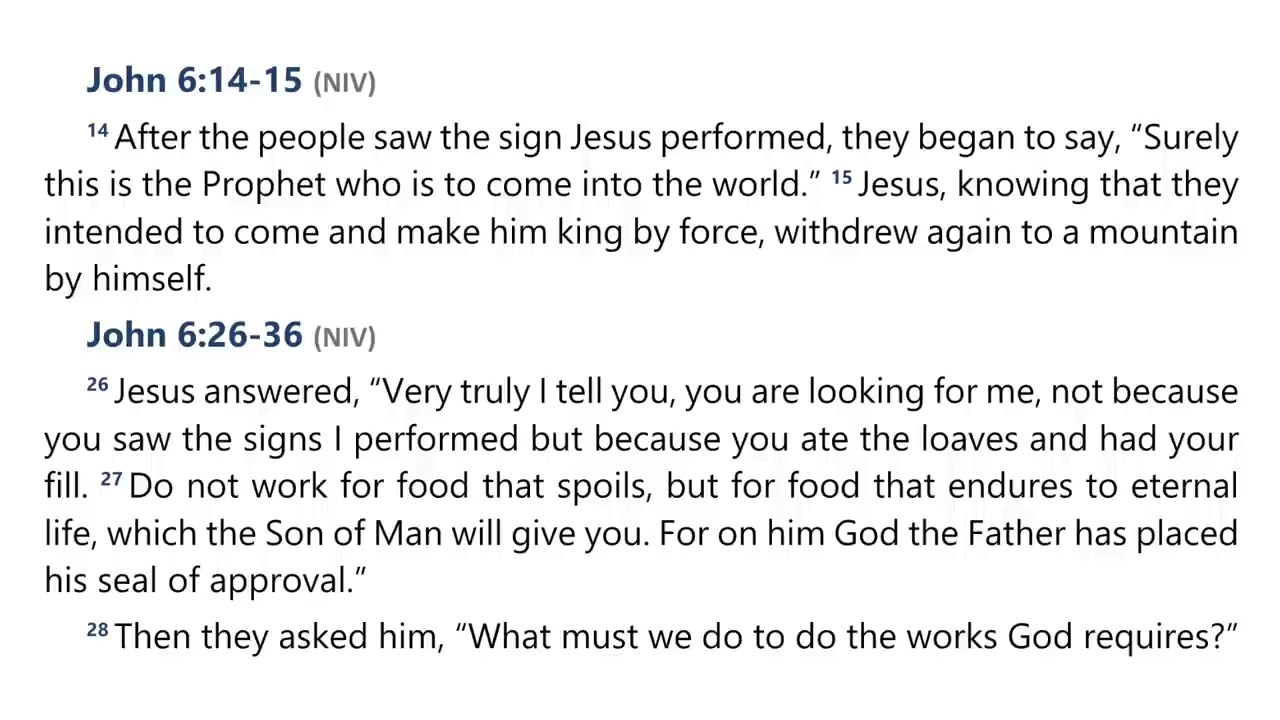 John 6:14-15 (NIV)
14 After the people saw the sign Jesus performed, they began to say, “Surely
this is the Prophet who is to come into the world.” 15 Jesus, knowing that they
intended to come and make him king by force, withdrew again to a mountain
by himself.
John 6:26-36 (NIV)
26 Jesus answered, “Very truly I tell you, you are looking for me, not because
you saw the signs I performed but because you ate the loaves and had your
fill. 27 Do not work for food that spoils, but for food that endures to eternal
life, which the Son of Man will give you. For on him God the Father has placed
his seal of approval.”
28 Then they asked him, “What must we do to do the works God requires?”